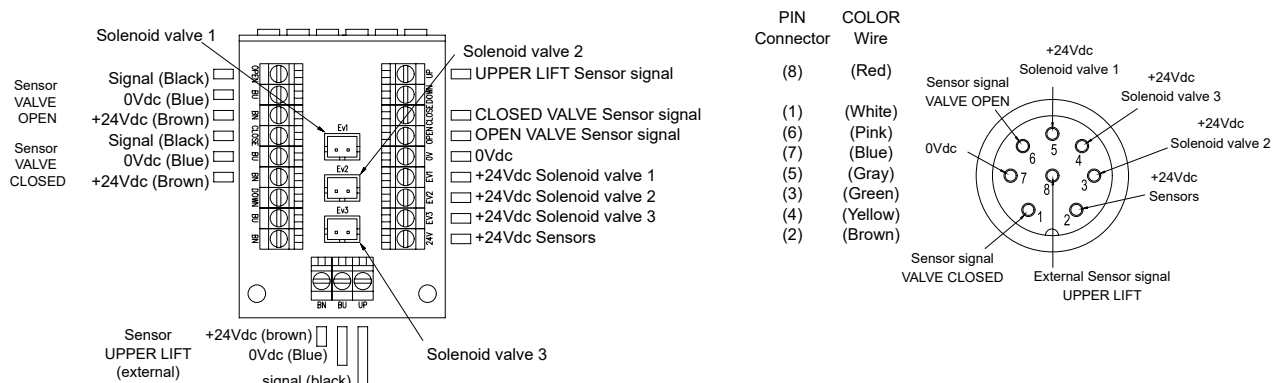 Solenoid valve 1
Solenoid valve 2
Sensor
VALVE
OPEN
Signal (Black)
0Vdc (Blue)
+24Vdc (Brown)
Sensor
VALVE
CLOSED
Signal (Black)
0Vdc (Blue)
+24Vdc (Brown)
OPEN
BU
BN
CLOSE
BU
BN
DOWN
BU
BN
Ev1
Ev2
Ev3
UP
DOWN
CLOSE
OPEN
0V
EV1
EV2
EV3
24V
UPPER LIFT Sensor signal
CLOSED VALVE Sensor signal
OPEN VALVE Sensor signal
0Vdc
+24Vdc Solenoid valve 1
+24Vdc Solenoid valve 2
+24Vdc Solenoid valve 3
+24Vdc Sensors
BN BU UP
Sensor
UPPER LIFT
(external)
+24Vdc (brown)
0Vdc (Blue)
signal (black)
Solenoid valve 3
PIN COLOR
Connector Wire
(8) (Red)
(1) (White)
(6) (Pink)
(7) (Blue)
(5) (Gray)
(3) (Green)
(4) (Yellow)
(2) (Brown)
+24Vdc
Solenoid valve 1
Sensor signal
VALVE OPEN
+24Vdc
Solenoid valve 3
+24Vdc
Solenoid valve 2
0Vdc
+24Vdc
Sensors
6
5
4
7
8
3
1
2
Sensor signal
VALVE CLOSED
External Sensor signal
UPPER LIFT